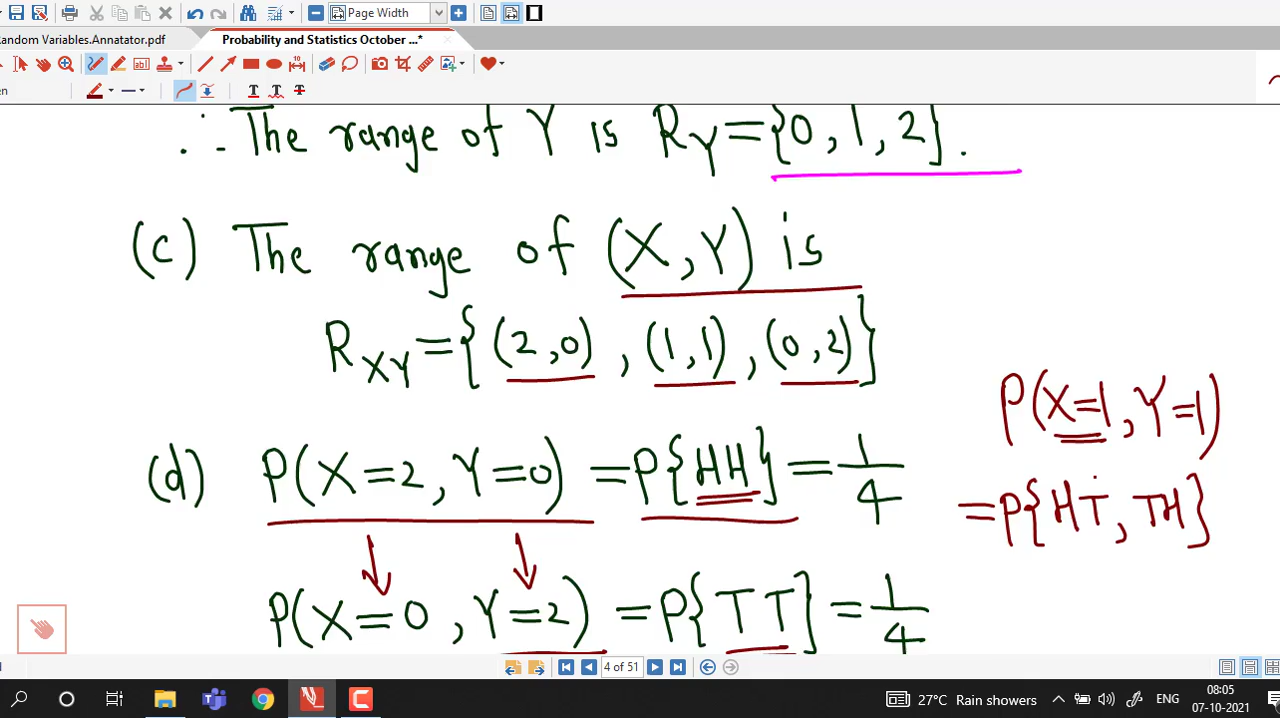 Page Width
Random Variables.Annatator.pdf
Probability and Statistics October ...*
∴ The range of Y is R_Y={0,1,2}.
(c) The range of (X,Y) is
R_XY={(2,0),(1,1),(0,2)}
P(X=1,Y=1)
=P{HT,TH}
(d) P(X=2,Y=0)=P{HH}=1/4
P(X=0,Y=2)=P{TT}=1/4
4 of 51
27°C Rain showers
ENG
08:05
07-10-2021